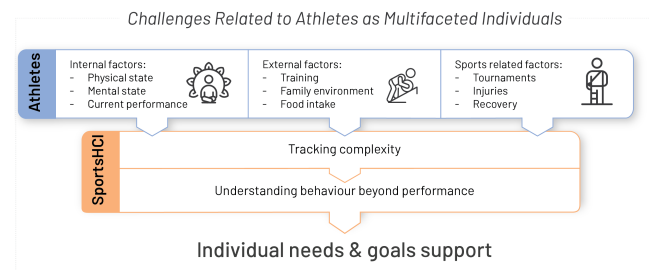 Challenges Related to Athletes as Multifaceted Individuals
Athletes
Internal factors:
- Physical state
- Mental state
- Current performance
External factors:
- Training
- Family environment
- Food intake
Sports related factors:
- Tournaments
- Injuries
- Recovery
SportsHCI
Tracking complexity
Understanding behaviour beyond performance
Individual needs & goals support